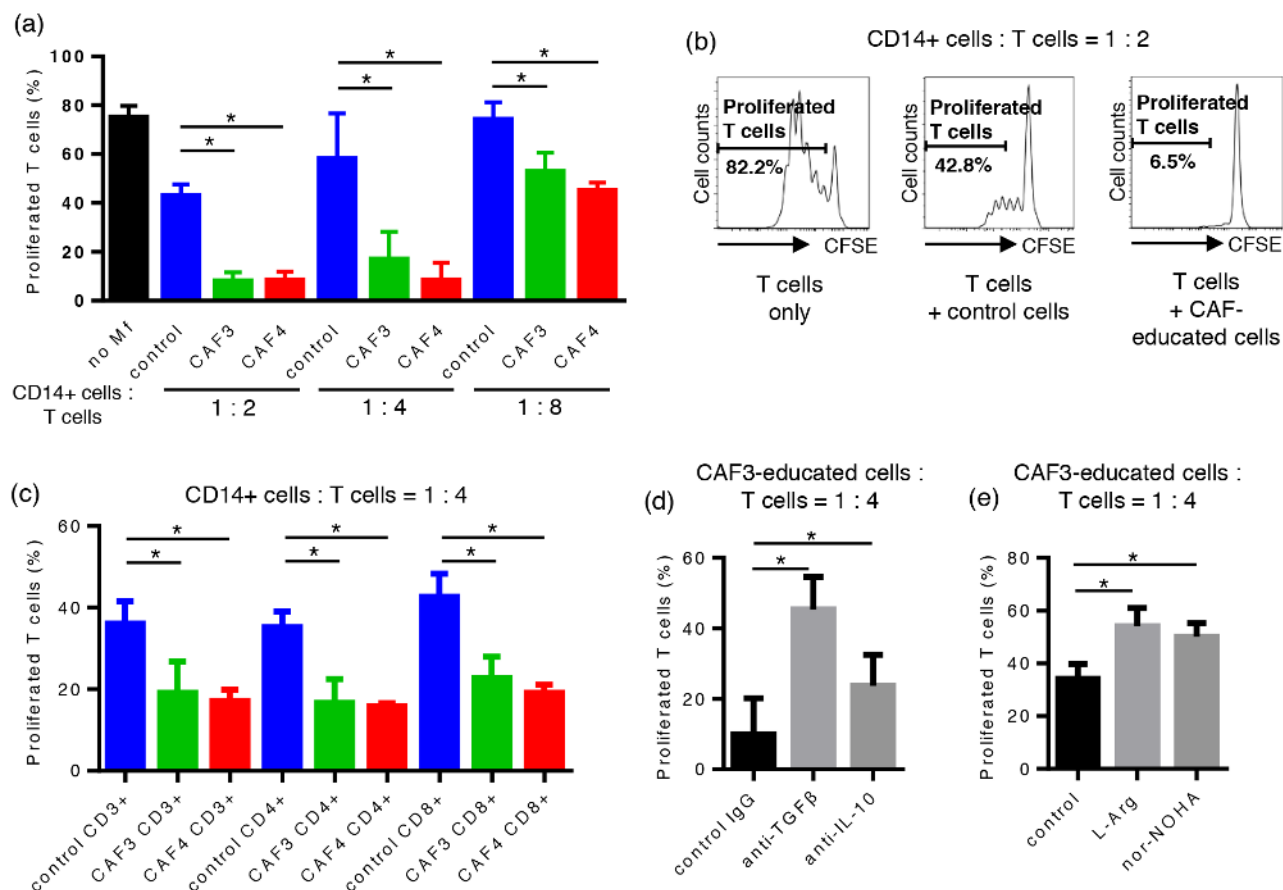 (a)
Proliferated T cells (%)
100
80
60
40
20
0
* * * * * *
no Mf
control
CAF3
CAF4
control
CAF3
CAF4
control
CAF3
CAF4
CD14+ cells :
T cells
1 : 2
1 : 4
1 : 8
(b)
CD14+ cells : T cells = 1 : 2
Cell counts
Proliferated
T cells
82.2%
CFSE
T cells
only
Cell counts
Proliferated
T cells
42.8%
CFSE
T cells
+ control cells
Cell counts
Proliferated
T cells
6.5%
CFSE
T cells
+ CAF-
educated cells
(c)
CD14+ cells : T cells = 1 : 4
Proliferated T cells (%)
60
40
20
0
* * * * * *
control CD3+
CAF3 CD3+
CAF4 CD3+
control CD4+
CAF3 CD4+
CAF4 CD4+
control CD8+
CAF3 CD8+
CAF4 CD8+
(d)
CAF3-educated cells :
T cells = 1 : 4
Proliferated T cells (%)
60
40
20
0
* *
control IgG
anti-TGFβ
anti-IL-10
(e)
CAF3-educated cells :
T cells = 1 : 4
Proliferated T cells (%)
80
60
40
20
0
* *
control
L-Arg
nor-NOHA